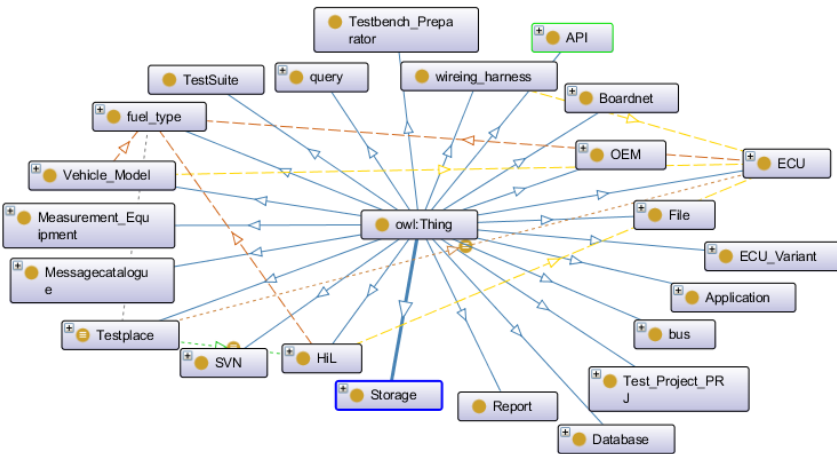 Testbench_Prepa
rator
API
TestSuite
query
wireing_harness
Boardnet
fuel_type
OEM
ECU
Vehicle_Model
Measurement_Equ
ipment
owl:Thing
File
ECU_Variant
Messagecatalogu
e
Application
Testplace
bus
SVN
HiL
Test_Project_PR
J
Storage
Report
Database